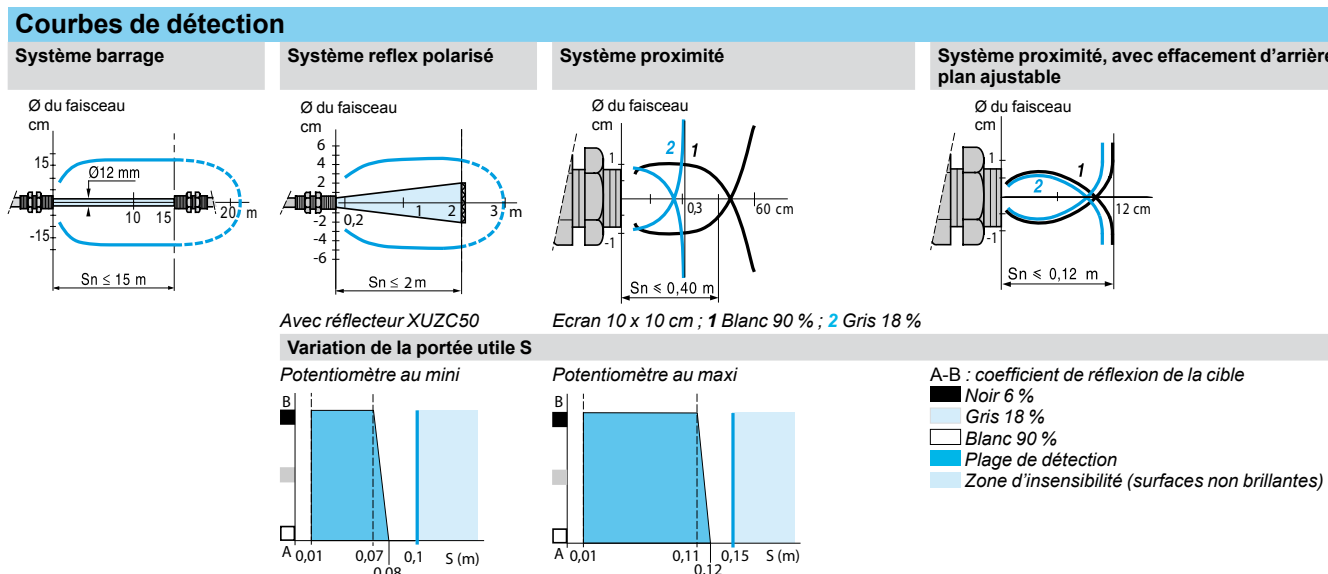 Courbes de détection
Système barrage
Ø du faisceau
cm
15
Ø12 mm
10
15
20
m
-15
Sn ≤ 15 m
Système reflex polarisé
Ø du faisceau
cm
6
4
2
0,2
1
2
3
m
-2
-4
-6
Sn ≤ 2 m
Avec réflecteur XUZC50
Système proximité
Ø du faisceau
cm
2
1
1
0,3
60 cm
-1
Sn ≤ 0,40 m
Ecran 10 x 10 cm ; 1 Blanc 90 % ; 2 Gris 18 %
Système proximité, avec effacement d'arrière
plan ajustable
Ø du faisceau
cm
1
1
2
12 cm
-1
Sn ≤ 0,12 m
Variation de la portée utile S
Potentiomètre au mini
B
A
0,01
0,07
0,08
0,1
S (m)
Potentiomètre au maxi
B
A
0,01
0,11
0,12
0,15
S (m)
A-B : coefficient de réflexion de la cible
Noir 6 %
Gris 18 %
Blanc 90 %
Plage de détection
Zone d'insensibilité (surfaces non brillantes)